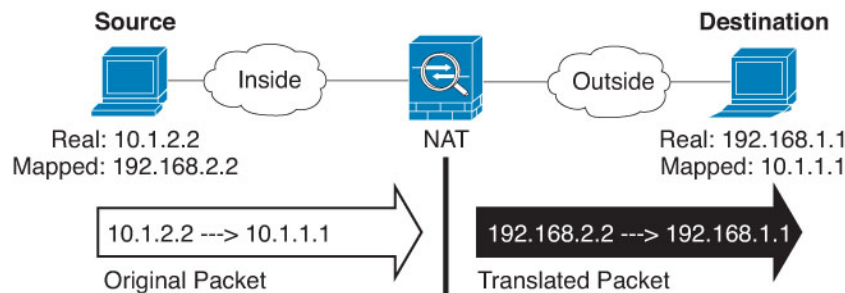 Source
Destination
Inside
Outside
NAT
Real: 10.1.2.2
Mapped: 192.168.2.2
Real: 192.168.1.1
Mapped: 10.1.1.1
10.1.2.2 ---> 10.1.1.1
192.168.2.2 ---> 192.168.1.1
Original Packet
Translated Packet